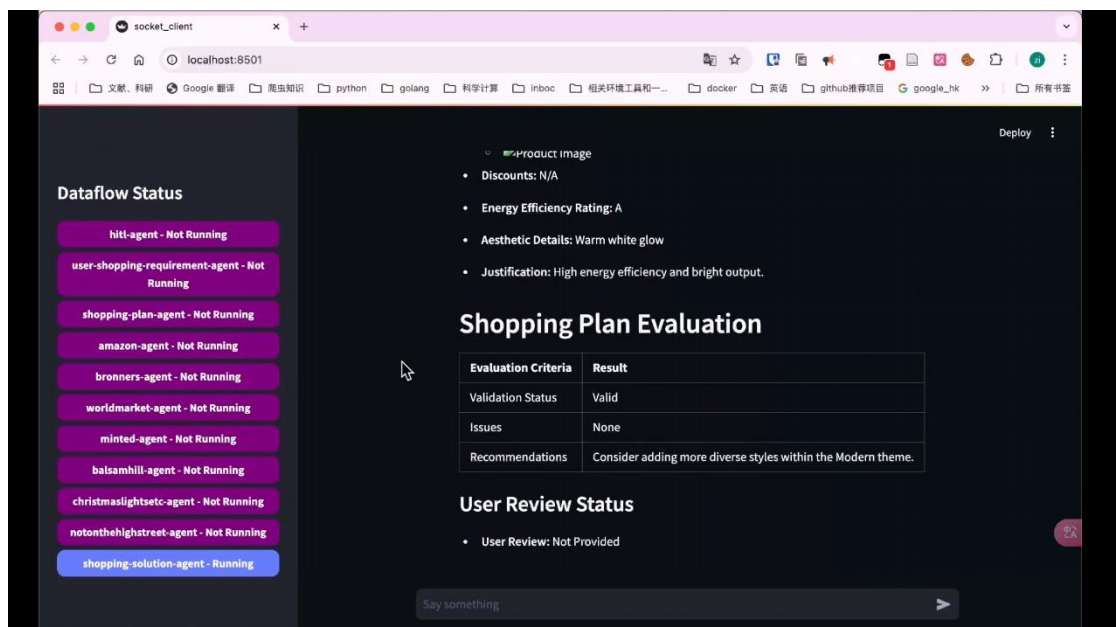 socket_client
localhost:8501
文献、科研
Google 翻译
爬虫知识
python
golang
科学计算
inboc
相关环境工具和一...
docker
英语
github推荐项目
google_hk
所有书签
Deploy
Dataflow Status
hitl-agent - Not Running
user-shopping-requirement-agent - Not
Running
shopping-plan-agent - Not Running
amazon-agent - Not Running
bronners-agent - Not Running
worldmarket-agent - Not Running
minted-agent - Not Running
balsamhill-agent - Not Running
christmaslightsetc-agent - Not Running
notonthehighstreet-agent - Not Running
shopping-solution-agent - Running
Product Image
Discounts: N/A
Energy Efficiency Rating: A
Aesthetic Details: Warm white glow
Justification: High energy efficiency and bright output.
Shopping Plan Evaluation
Evaluation Criteria Result
Validation Status Valid
Issues None
Recommendations Consider adding more diverse styles within the Modern theme.
User Review Status
User Review: Not Provided
Say something